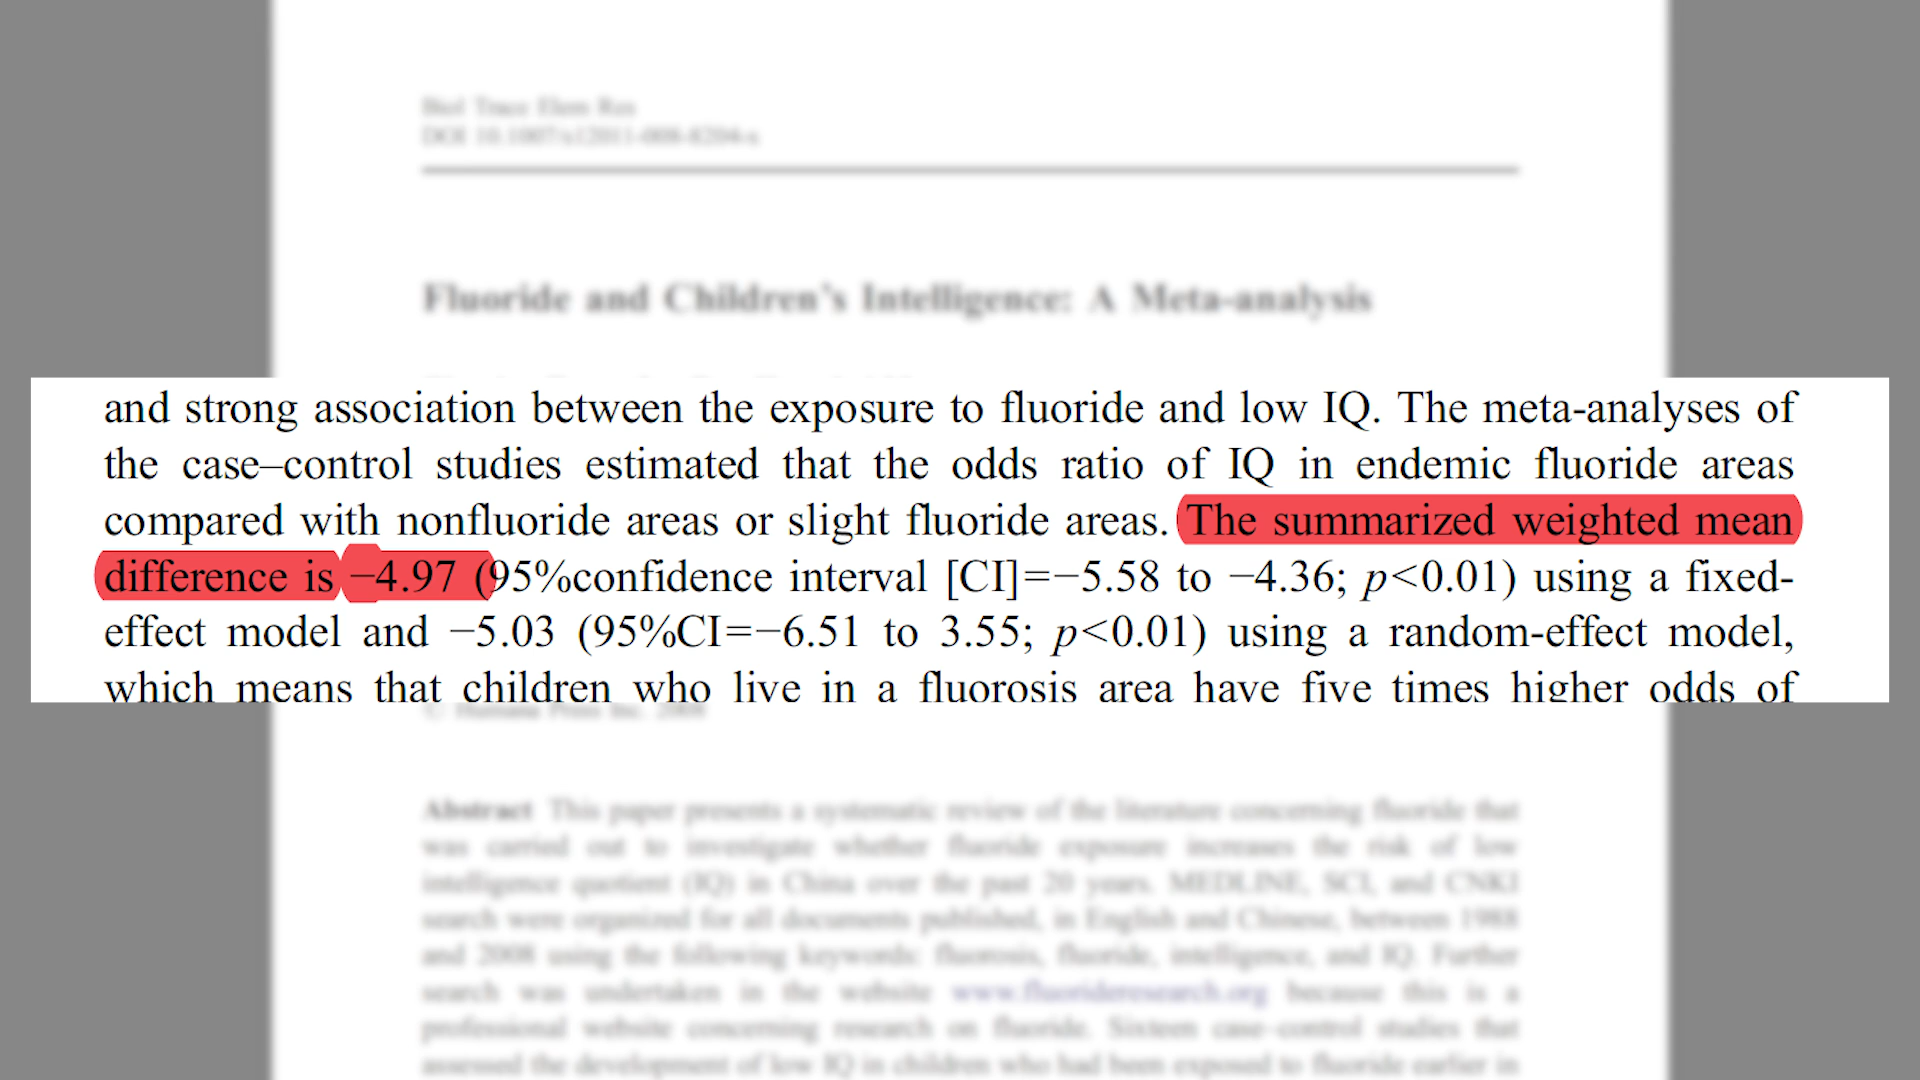 Biol Trace Elem Res
DOI 10.1007/s12011-008-8204-x
Fluoride and Children's Intelligence: A Meta-analysis
and strong association between the exposure to fluoride and low IQ. The meta-analyses of
the case–control studies estimated that the odds ratio of IQ in endemic fluoride areas
compared with nonfluoride areas or slight fluoride areas. The summarized weighted mean
difference is −4.97 (95%confidence interval [CI]=−5.58 to −4.36; p<0.01) using a fixed-
effect model and −5.03 (95%CI=−6.51 to 3.55; p<0.01) using a random-effect model,
which means that children who live in a fluorosis area have five times higher odds of
© Humana Press Inc. 2008
Abstract This paper presents a systematic review of the literature concerning fluoride that
was carried out to investigate whether fluoride exposure increases the risk of low
intelligence quotient (IQ) in China over the past 20 years. MEDLINE, SCI, and CNKI
search were organized for all documents published, in English and Chinese, between 1988
and 2008 using the following keywords: fluorosis, fluoride, intelligence, and IQ. Further
search was undertaken in the website www.fluorideresearch.org because this is a
professional website concerning research on fluoride. Sixteen case–control studies that
assessed the development of low IQ in children who had been exposed to fluoride earlier in